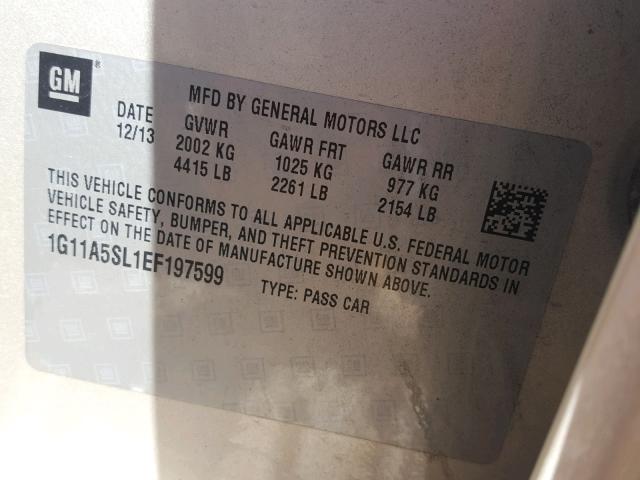 GM ®
MFD BY GENERAL MOTORS LLC
DATE GVWR GAWR FRT GAWR RR
12/13 2002 KG 1025 KG 977 KG
4415 LB 2261 LB 2154 LB
THIS VEHICLE CONFORMS TO ALL APPLICABLE U.S. FEDERAL MOTOR
VEHICLE SAFETY, BUMPER, AND THEFT PREVENTION STANDARDS IN
EFFECT ON THE DATE OF MANUFACTURE SHOWN ABOVE.
1G11A5SL1EF197599 TYPE: PASS CAR